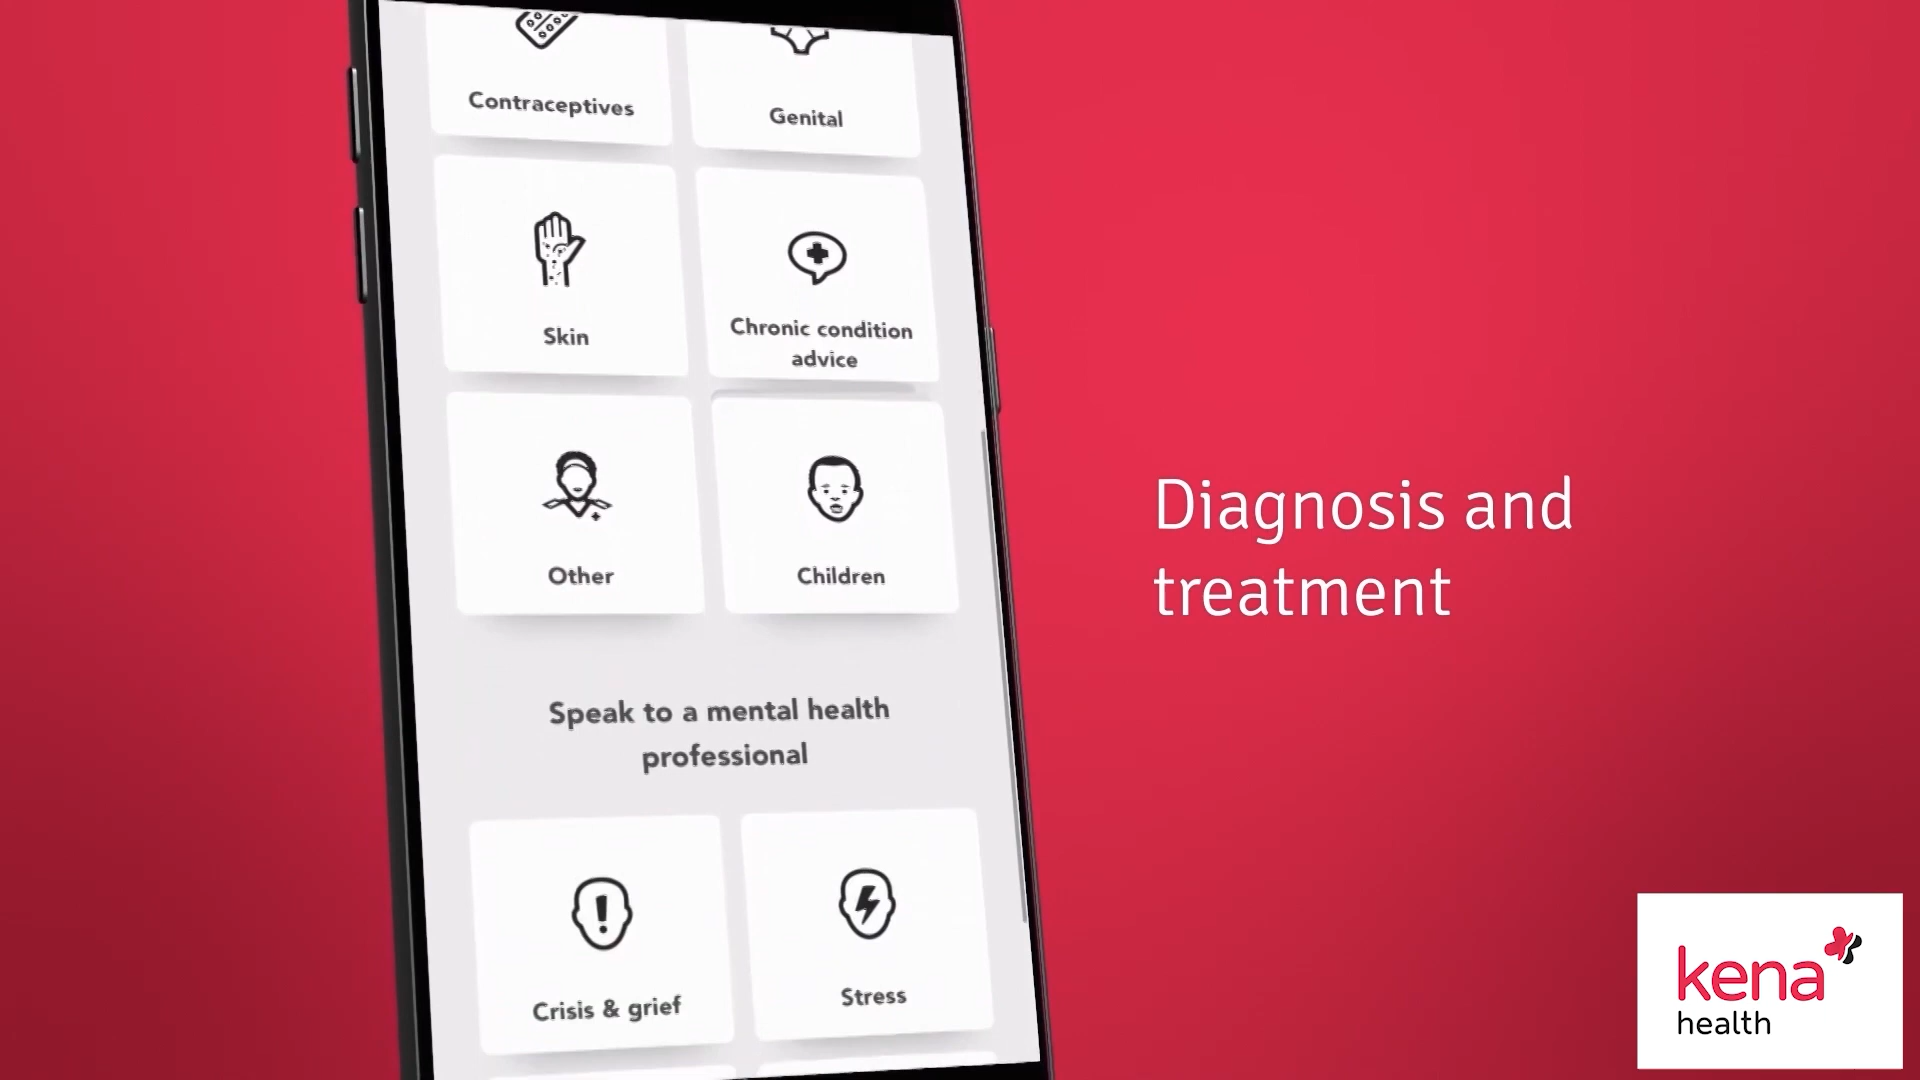 Contraceptives
Genital
Skin
Chronic condition
advice
Other
Children
Speak to a mental health
professional
Crisis & grief
Stress
Diagnosis and
treatment
kena
health